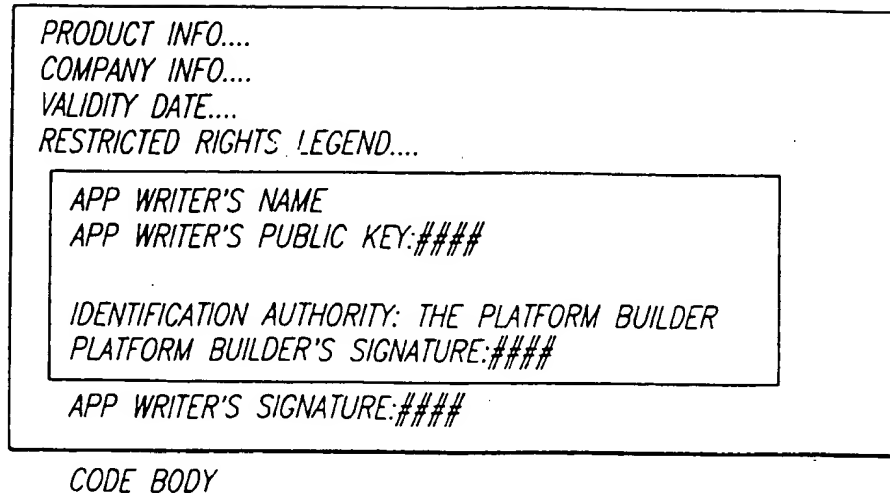 PRODUCT INFO....
COMPANY INFO....
VALIDITY DATE....
RESTRICTED RIGHTS LEGEND....
APP WRITER'S NAME
APP WRITER'S PUBLIC KEY:####
IDENTIFICATION AUTHORITY: THE PLATFORM BUILDER
PLATFORM BUILDER'S SIGNATURE:####
APP WRITER'S SIGNATURE:####
CODE BODY